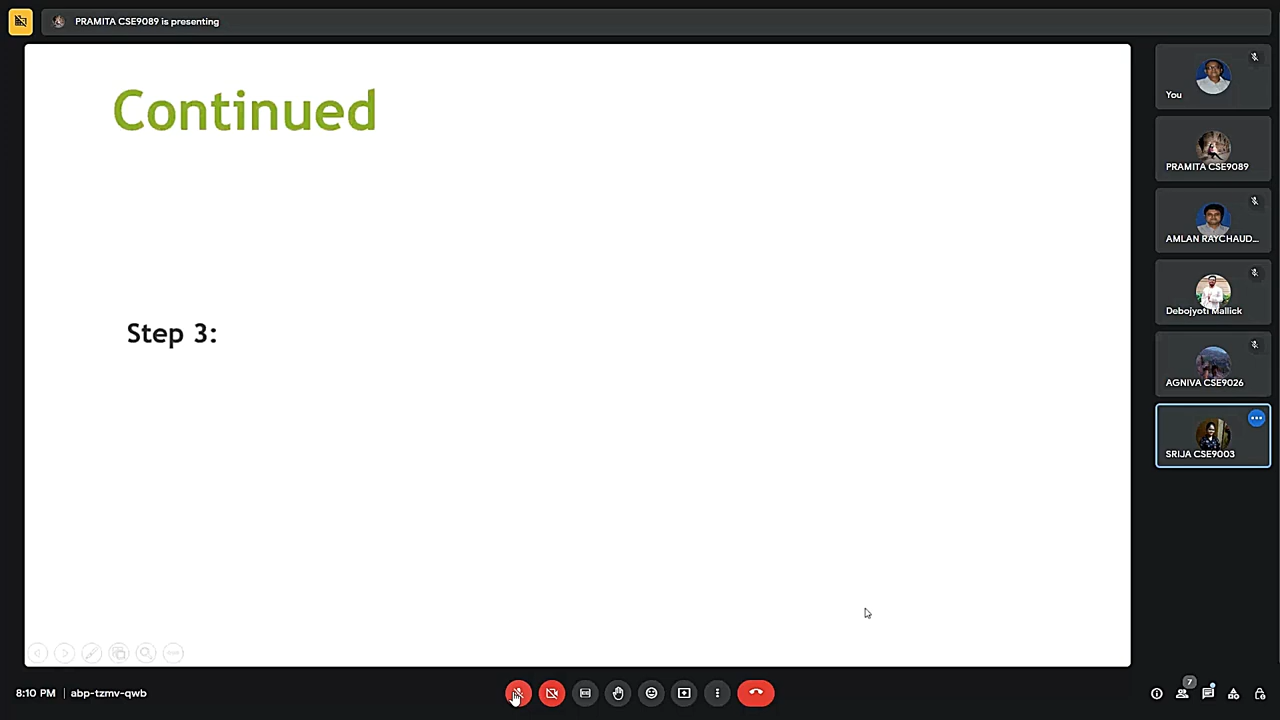 PRAMITA CSE9089 is presenting
Continued
Step 3:
You
PRAMITA CSE9089
AMLAN RAYCHAUD...
Debojyoti Mallick
AGNIVA CSE9026
SRIJA CSE9003
8:10 PM | abp-tzmv-qwb
7